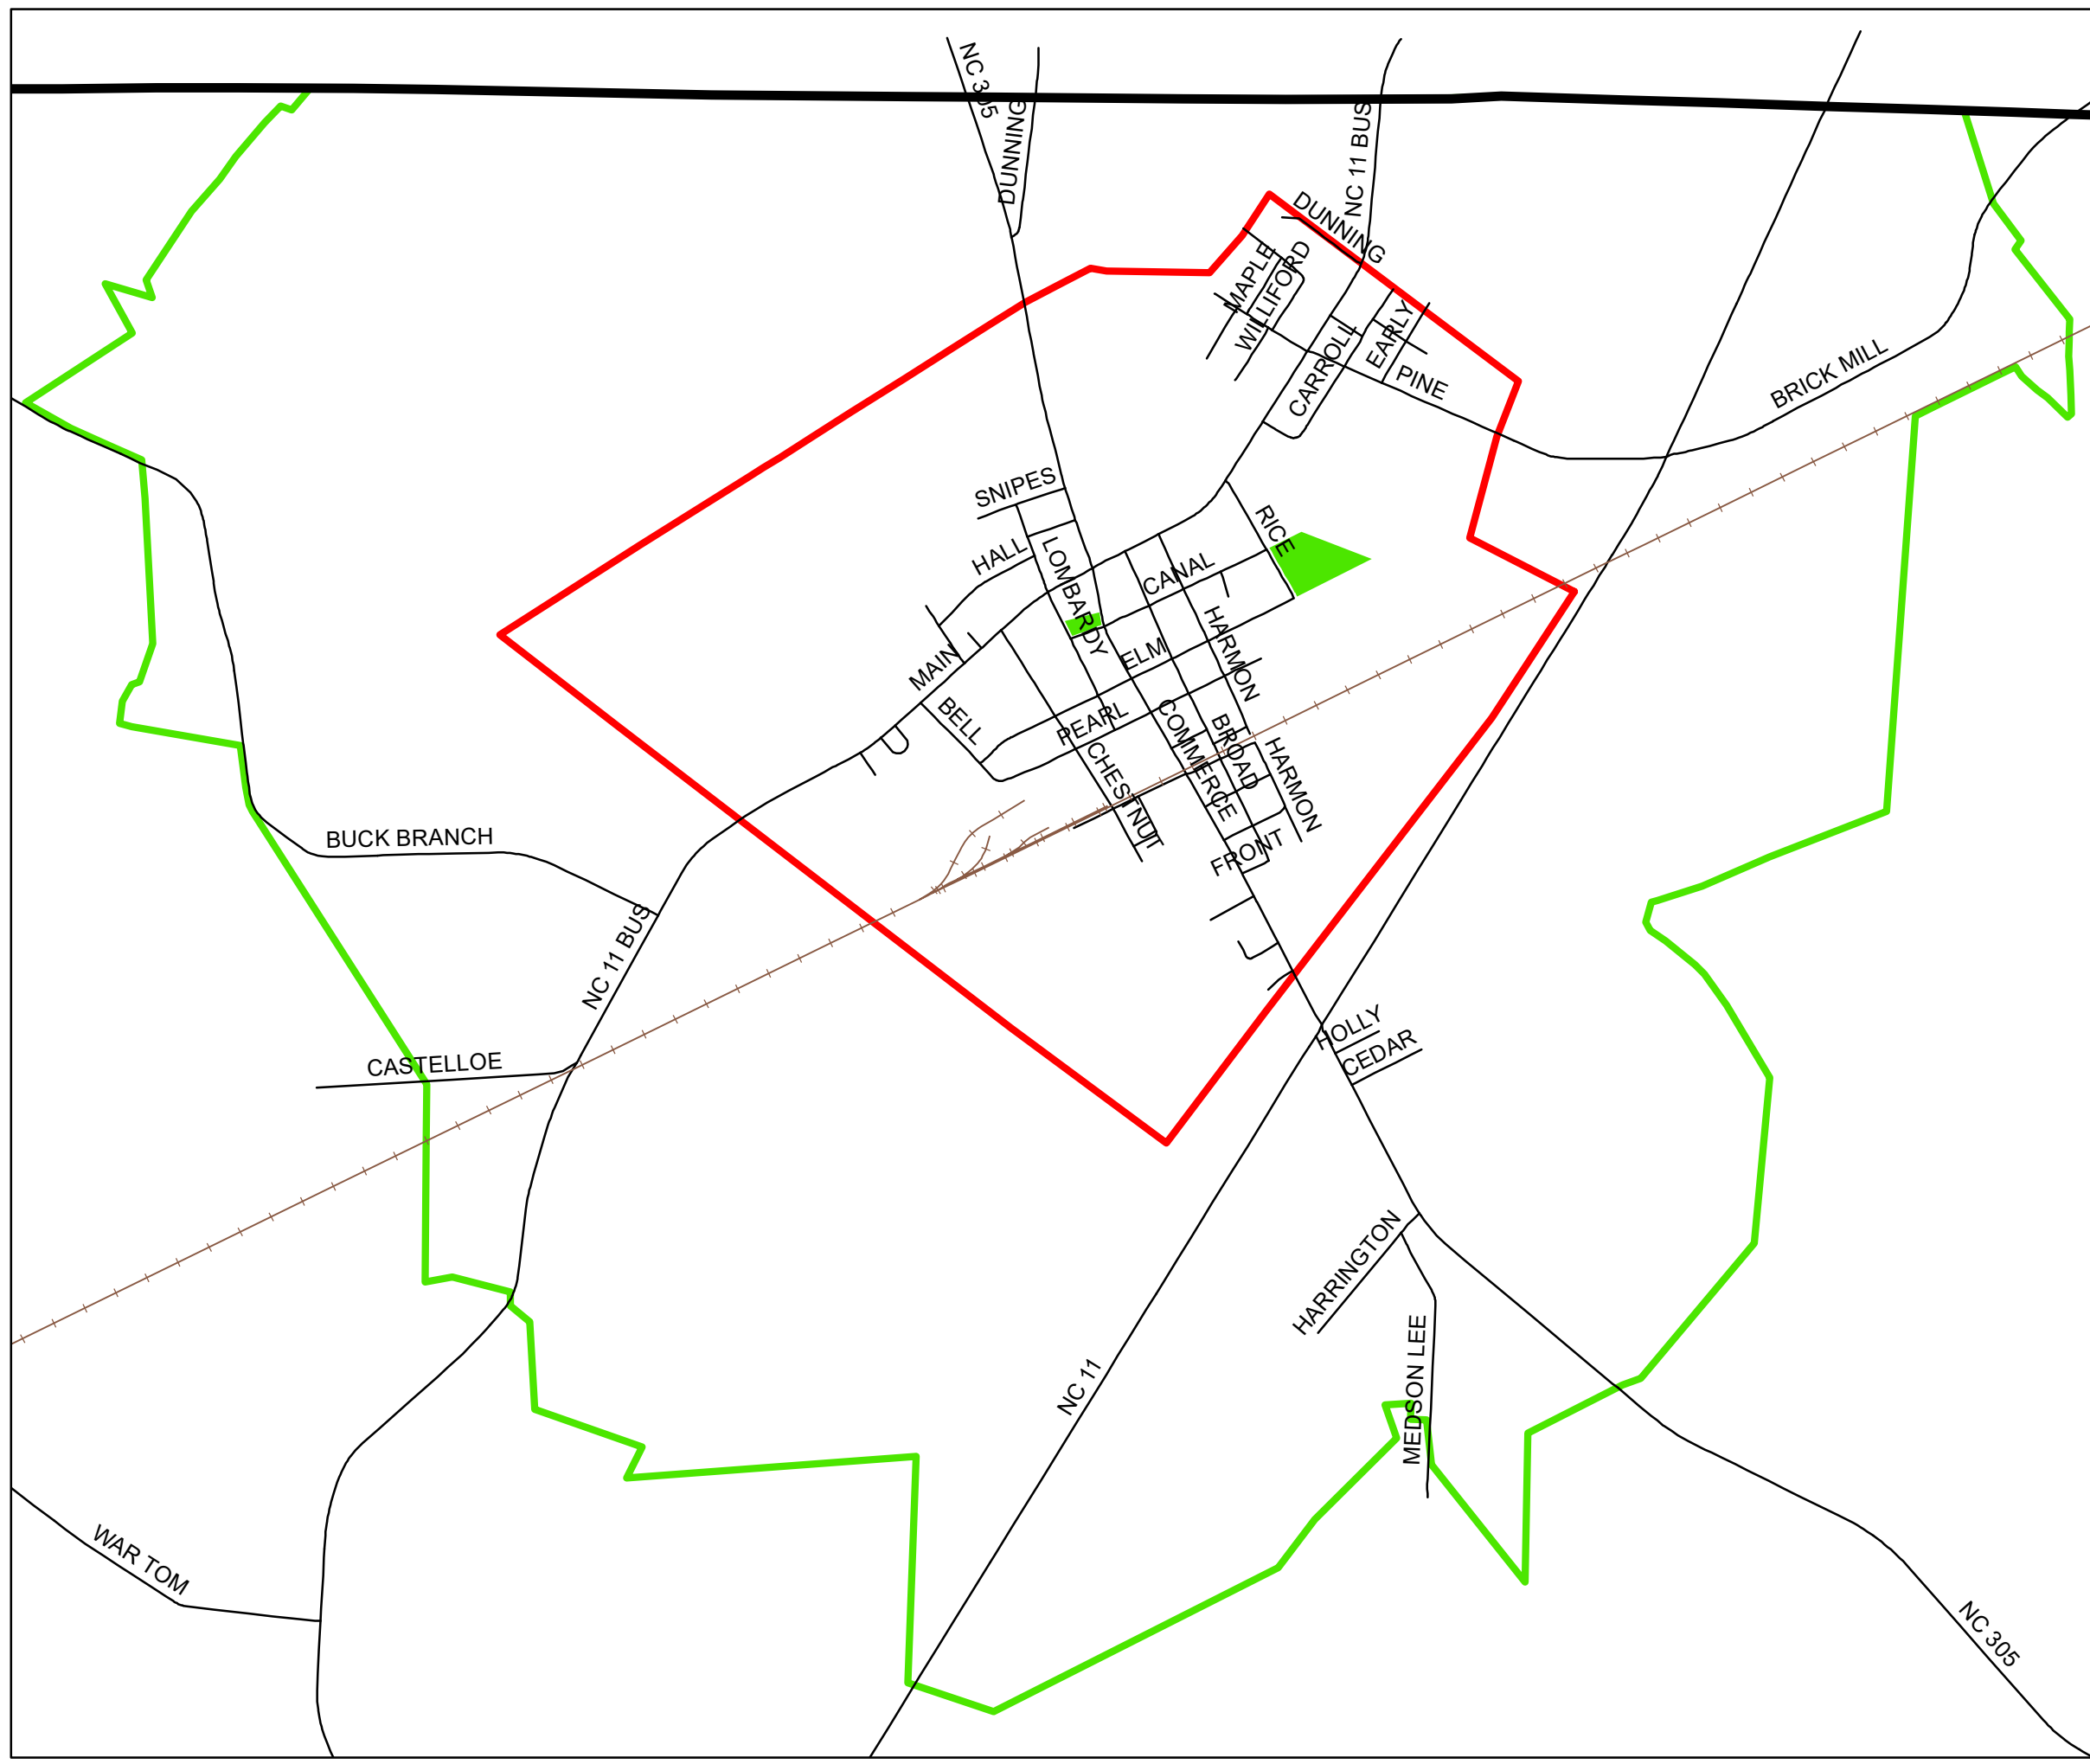 NC 305
DUNNING
NC 11 BUS
DUNNING
MAPLE
WILLIFORD
CARROLL
EARLY
PINE
BRICK MILL
SNIPES
HALL
LOMBARDY
RICE
CANAL
HARMON
ELM
MAIN
BELL
PEARL
COMMERCE
BROAD
CHESTNUT
HARMON
FRONT
BUCK BRANCH
NC 11 BUS
CASTELLOE
HOLLY
CEDAR
HARRINGTON
MEDSON LEE
NC 11
WAR TOM
NC 305